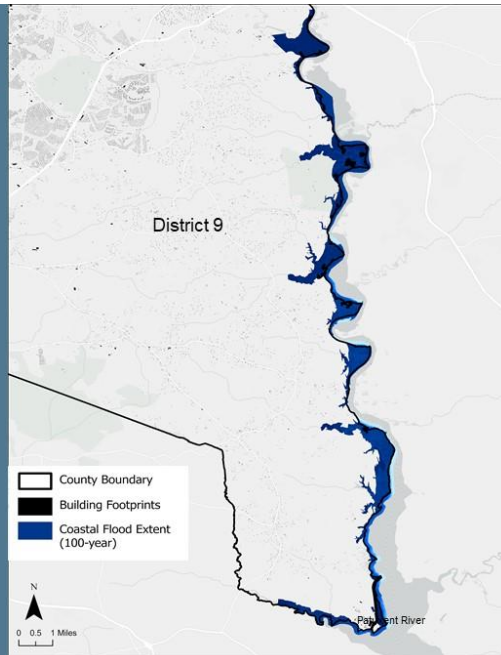 District 9
County Boundary
Building Footprints
Coastal Flood Extent
(100-year)
N
0 0.5 1 Miles
Patuxent River